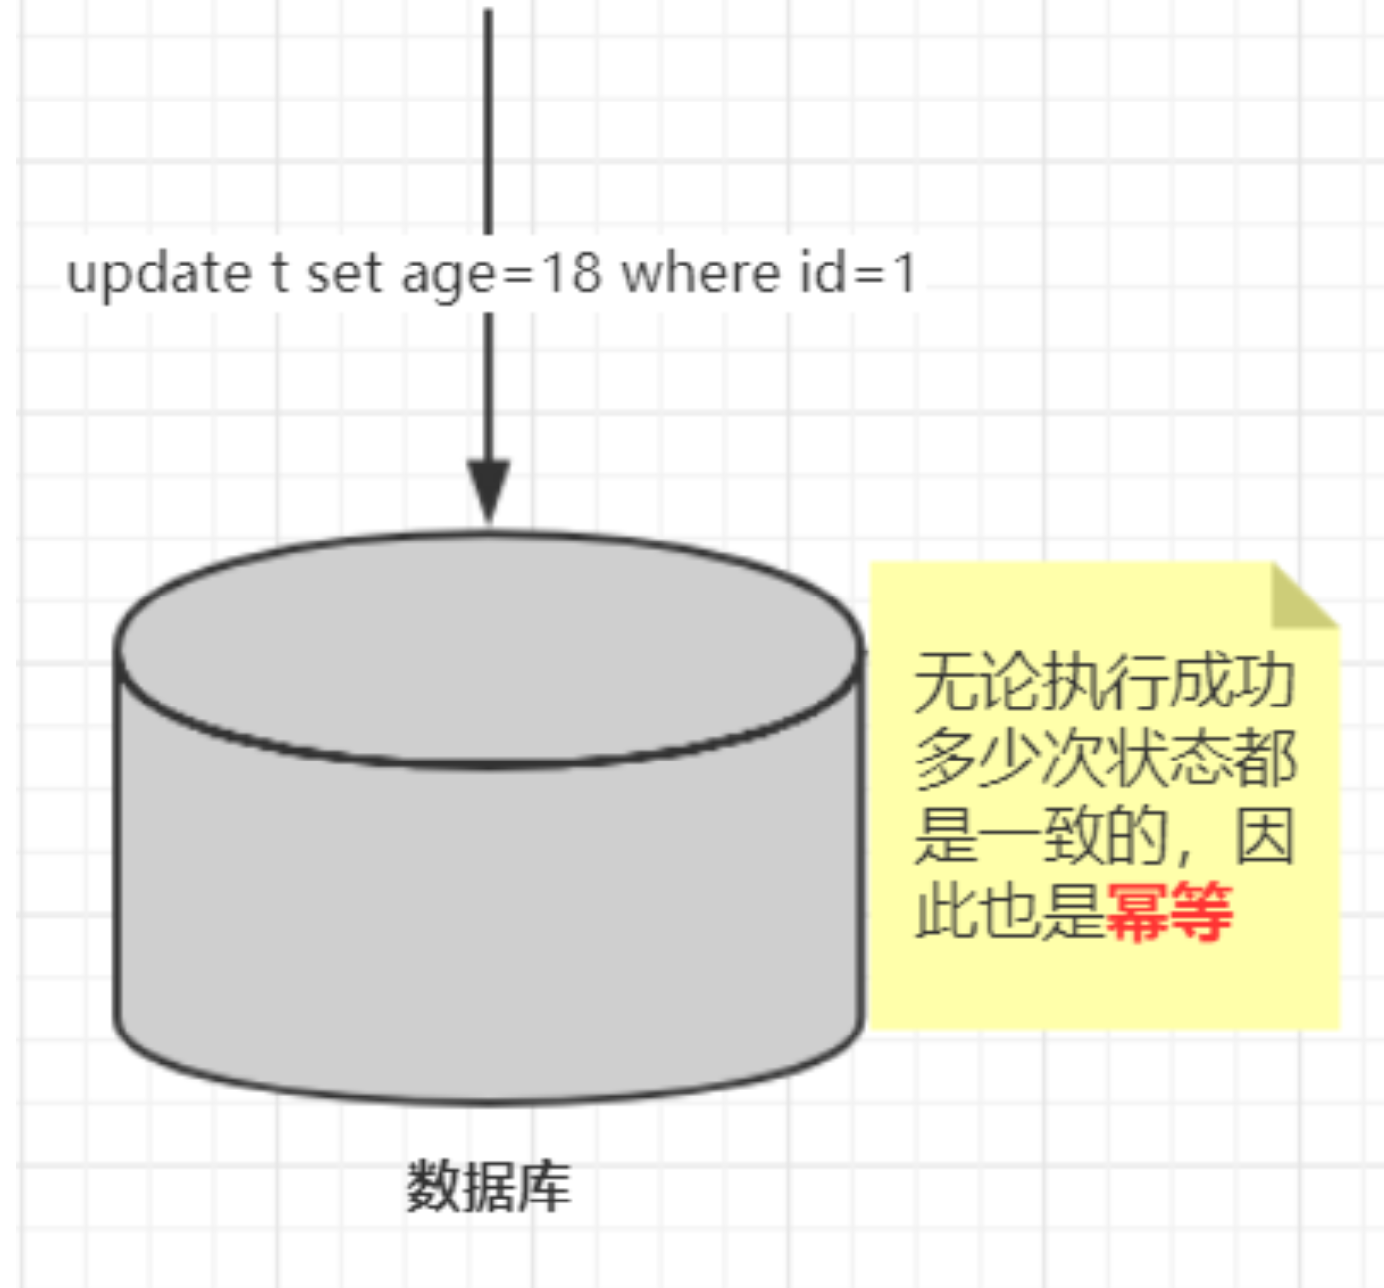 update t set age=18 where id=1
无论执行成功
多少次状态都
是一致的，因
此也是幂等
数据库